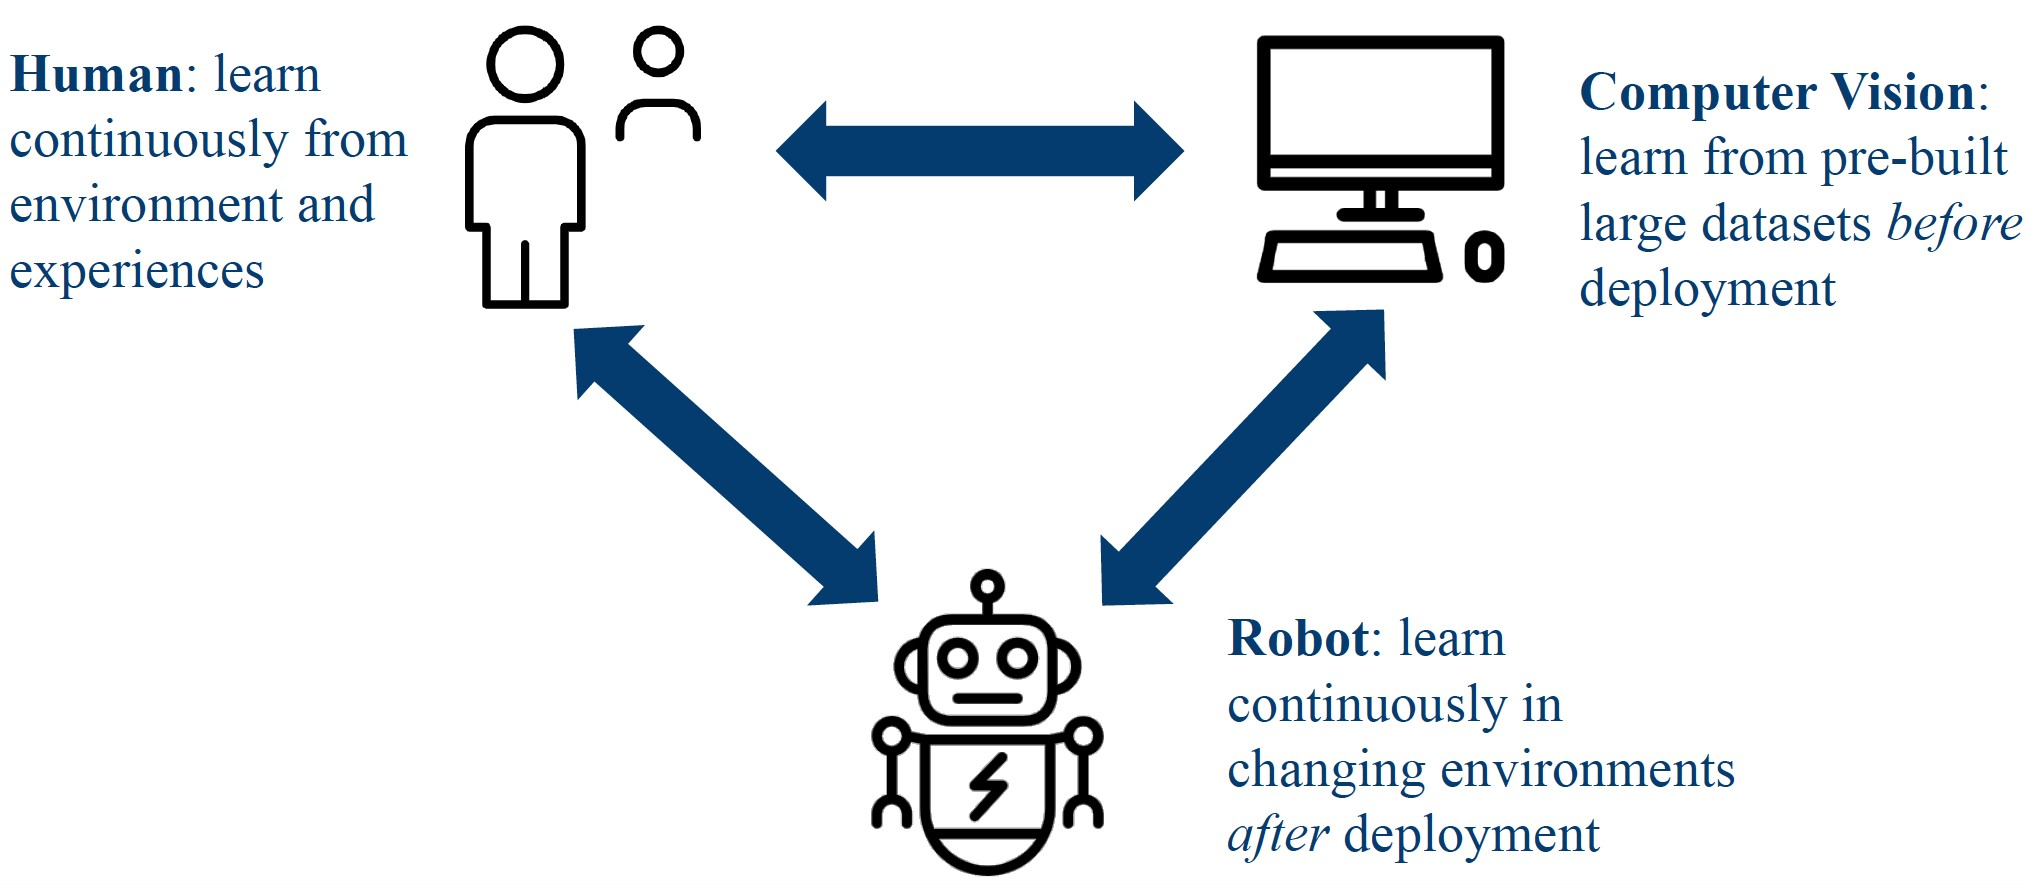 Human: learn
continuously from
environment and
experiences
Computer Vision:
learn from pre-built
large datasets before
deployment
Robot: learn
continuously in
changing environments
after deployment